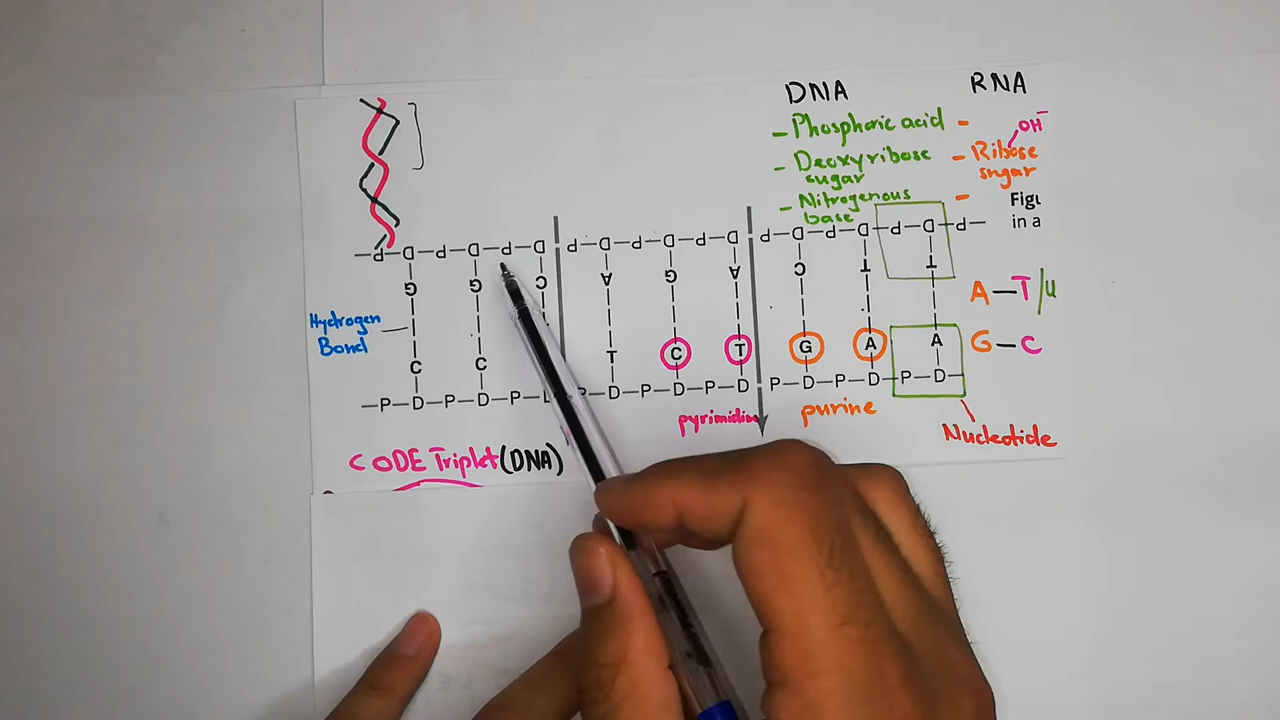 DNA
RNA
- Phosphoric acid -
OH-
- Deoxyribose - Ribose
sugar sugar
- Nitrogenous -
base
Figu
in a
-P-D-P-D-P-D P-D-P-D-P-D P-D-P-D-P-D-P-
G G C A G A C T T
Hydrogen
Bond
A-T/U
G-C
C C T C T G A A
-P-D-P-D-P- D-P-D-P-D P-D-P-D-P-D-
pyrimidine
purine
Nucleotide
CODE Triplet (DNA)